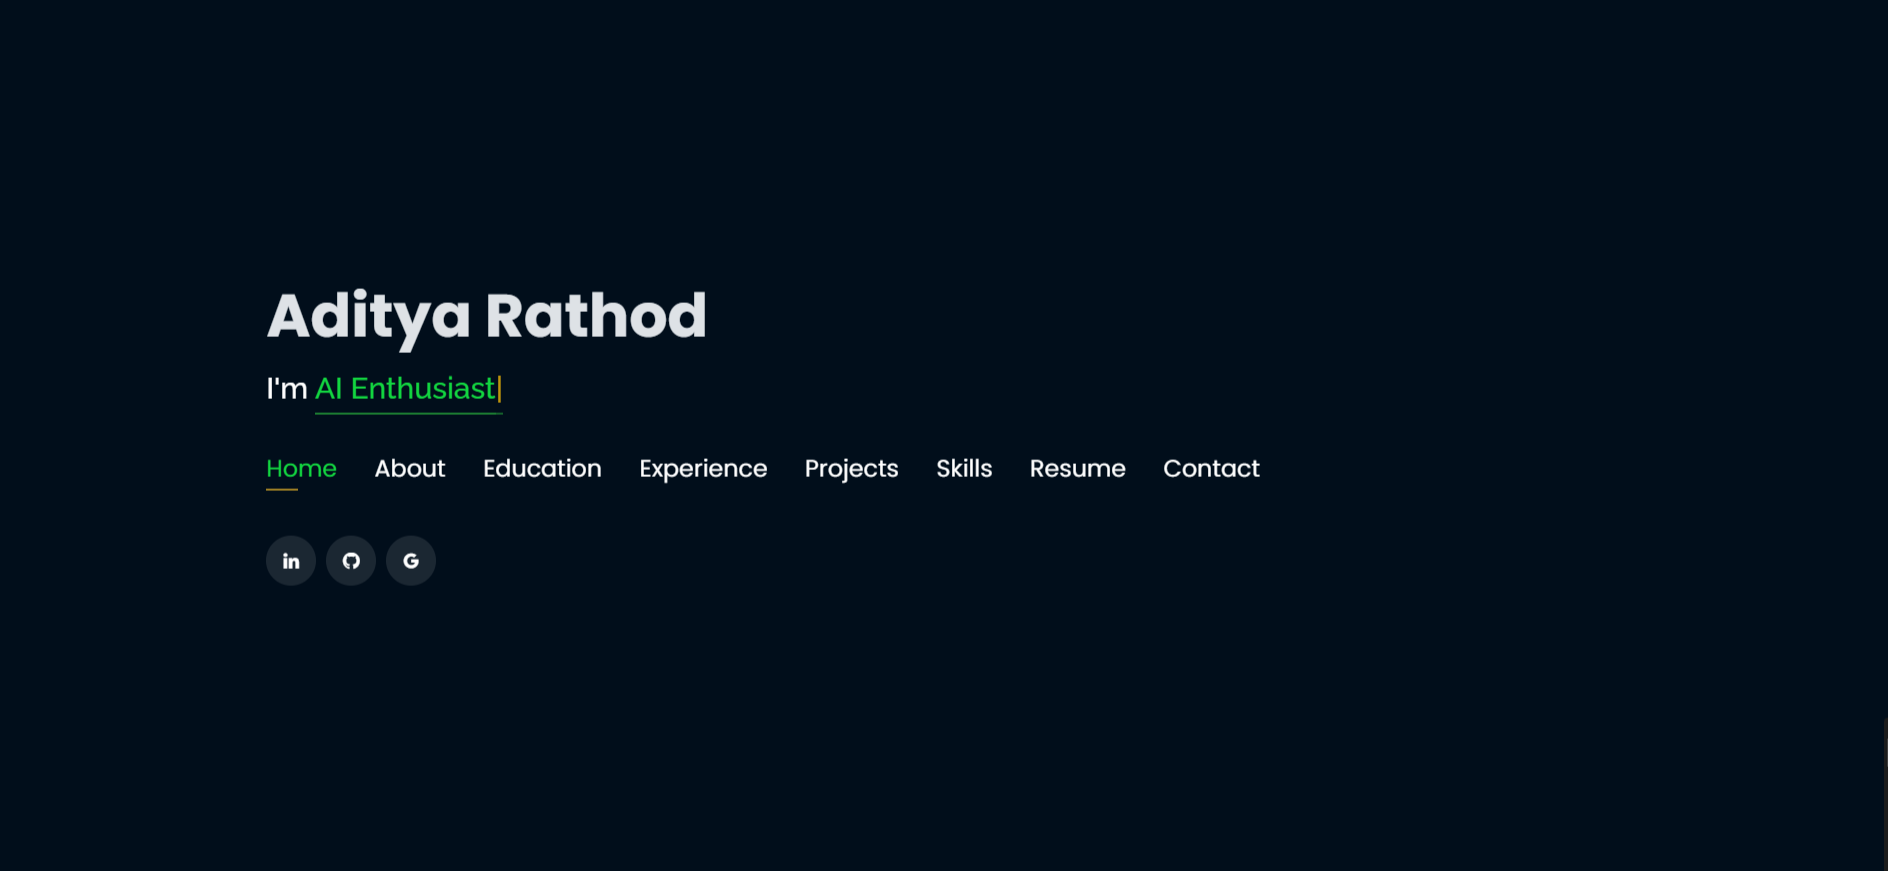 Aditya Rathod
I'm AI Enthusiast|
Home About Education Experience Projects Skills Resume Contact
in G